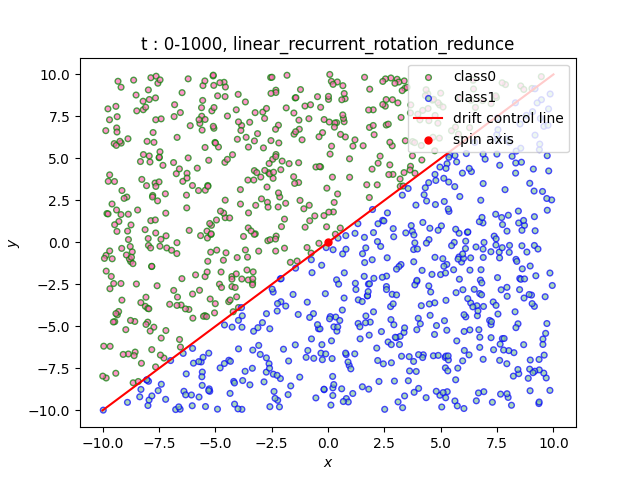 t : 0-1000, linear_recurrent_rotation_redunce
class0
class1
drift control line
spin axis
10.0
7.5
5.0
2.5
0.0
−2.5
−5.0
−7.5
−10.0
y
−10.0 −7.5 −5.0 −2.5 0.0 2.5 5.0 7.5 10.0
x